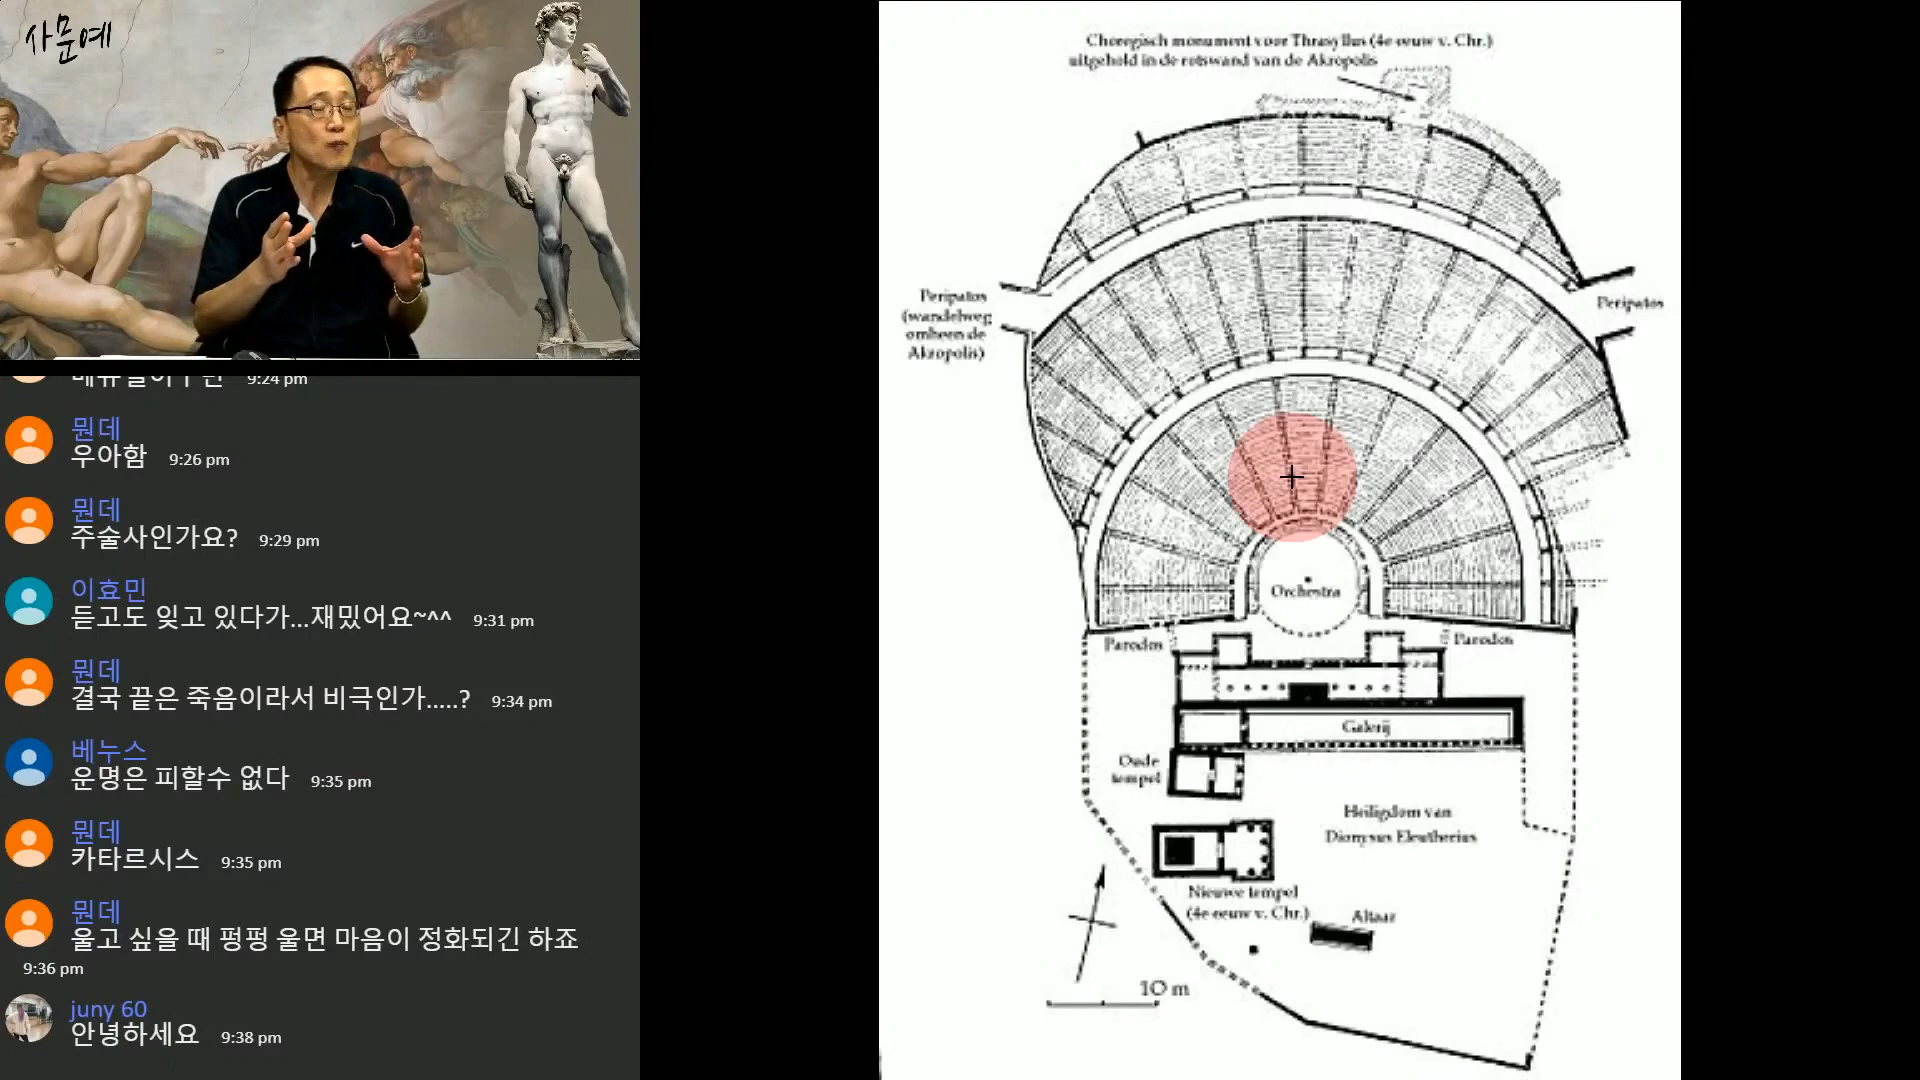 사문예
9:24 pm
뭔데
우아함 9:26 pm
뭔데
주술사인가요? 9:29 pm
이효민
듣고도 잊고 있다가...재밌어요~^^ 9:31 pm
뭔데
결국 끝은 죽음이라서 비극인가.....? 9:34 pm
베누스
운명은 피할수 없다 9:35 pm
뭔데
카타르시스 9:35 pm
뭔데
울고 싶을 때 펑펑 울면 마음이 정화되긴 하죠
9:36 pm
juny 60
안녕하세요 9:38 pm
Choregisch monument voor Thrasyllus (4e eeuw v. Chr.)
uitgehold in de rotswand van de Akropolis
Peripatos
(wandelweg
omheen de
Akropolis)
Peripatos
Orchestra
Parodos
Parodos
Galerij
Oude
tempel
Heiligdom van
Dionysus Eleutherius
Nieuwe tempel
(4e eeuw v. Chr.)
Altaar
10 m